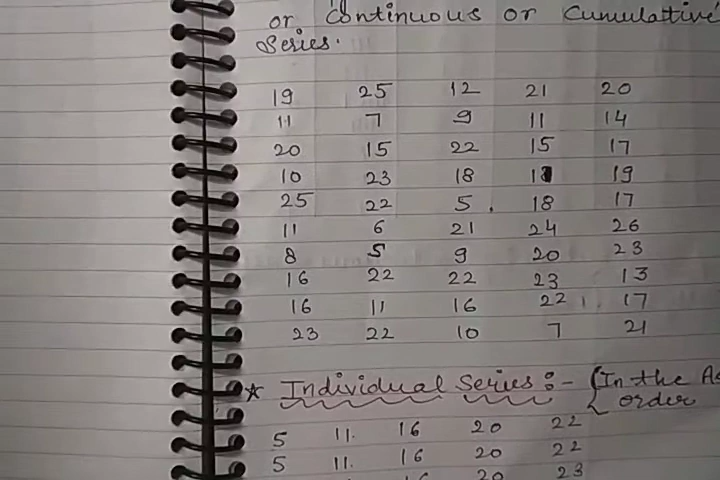 or Continuous or Cumulative
Series.
19 25 12 21 20
11 7 9 11 14
20 15 22 15 17
10 23 18 19
25 22 5 . 18 17
11 6 21 24 26
8 5 9 20 23
16 22 22 23 13
16 11 16 22 17
23 22 10 7 21
* Individual Series :- (In the As
order
5 11. 16 20 22
5 11. 16 20 22
16 20 23